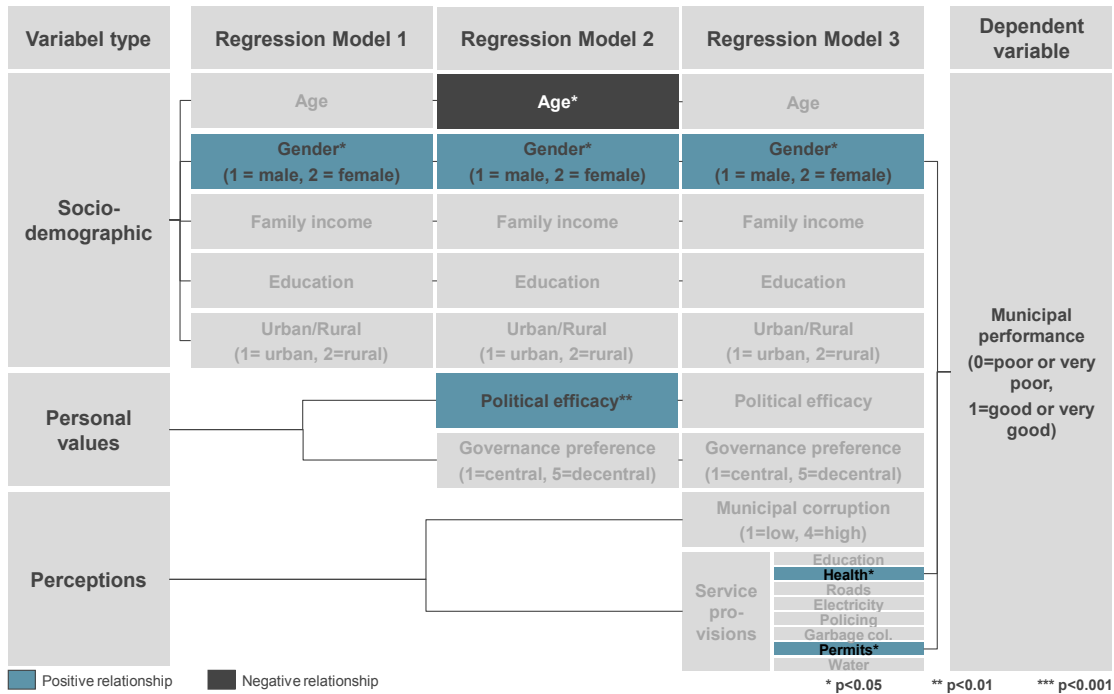 Variabel type
Regression Model 1
Regression Model 2
Regression Model 3
Dependent
variable
Socio-
demographic
Age
Age*
Age
Gender*
(1 = male, 2 = female)
Gender*
(1 = male, 2 = female)
Gender*
(1 = male, 2 = female)
Family income
Family income
Family income
Education
Education
Education
Urban/Rural
(1= urban, 2=rural)
Urban/Rural
(1= urban, 2=rural)
Urban/Rural
(1= urban, 2=rural)
Municipal
performance
(0=poor or very
poor,
1=good or very
good)
Personal
values
Political efficacy**
Political efficacy
Governance preference
(1=central, 5=decentral)
Governance preference
(1=central, 5=decentral)
Perceptions
Municipal corruption
(1=low, 4=high)
Service
pro-
visions
Education
Health*
Roads
Electricity
Policing
Garbage col.
Permits*
Water
Positive relationship
Negative relationship
* p<0.05
** p<0.01
*** p<0.001